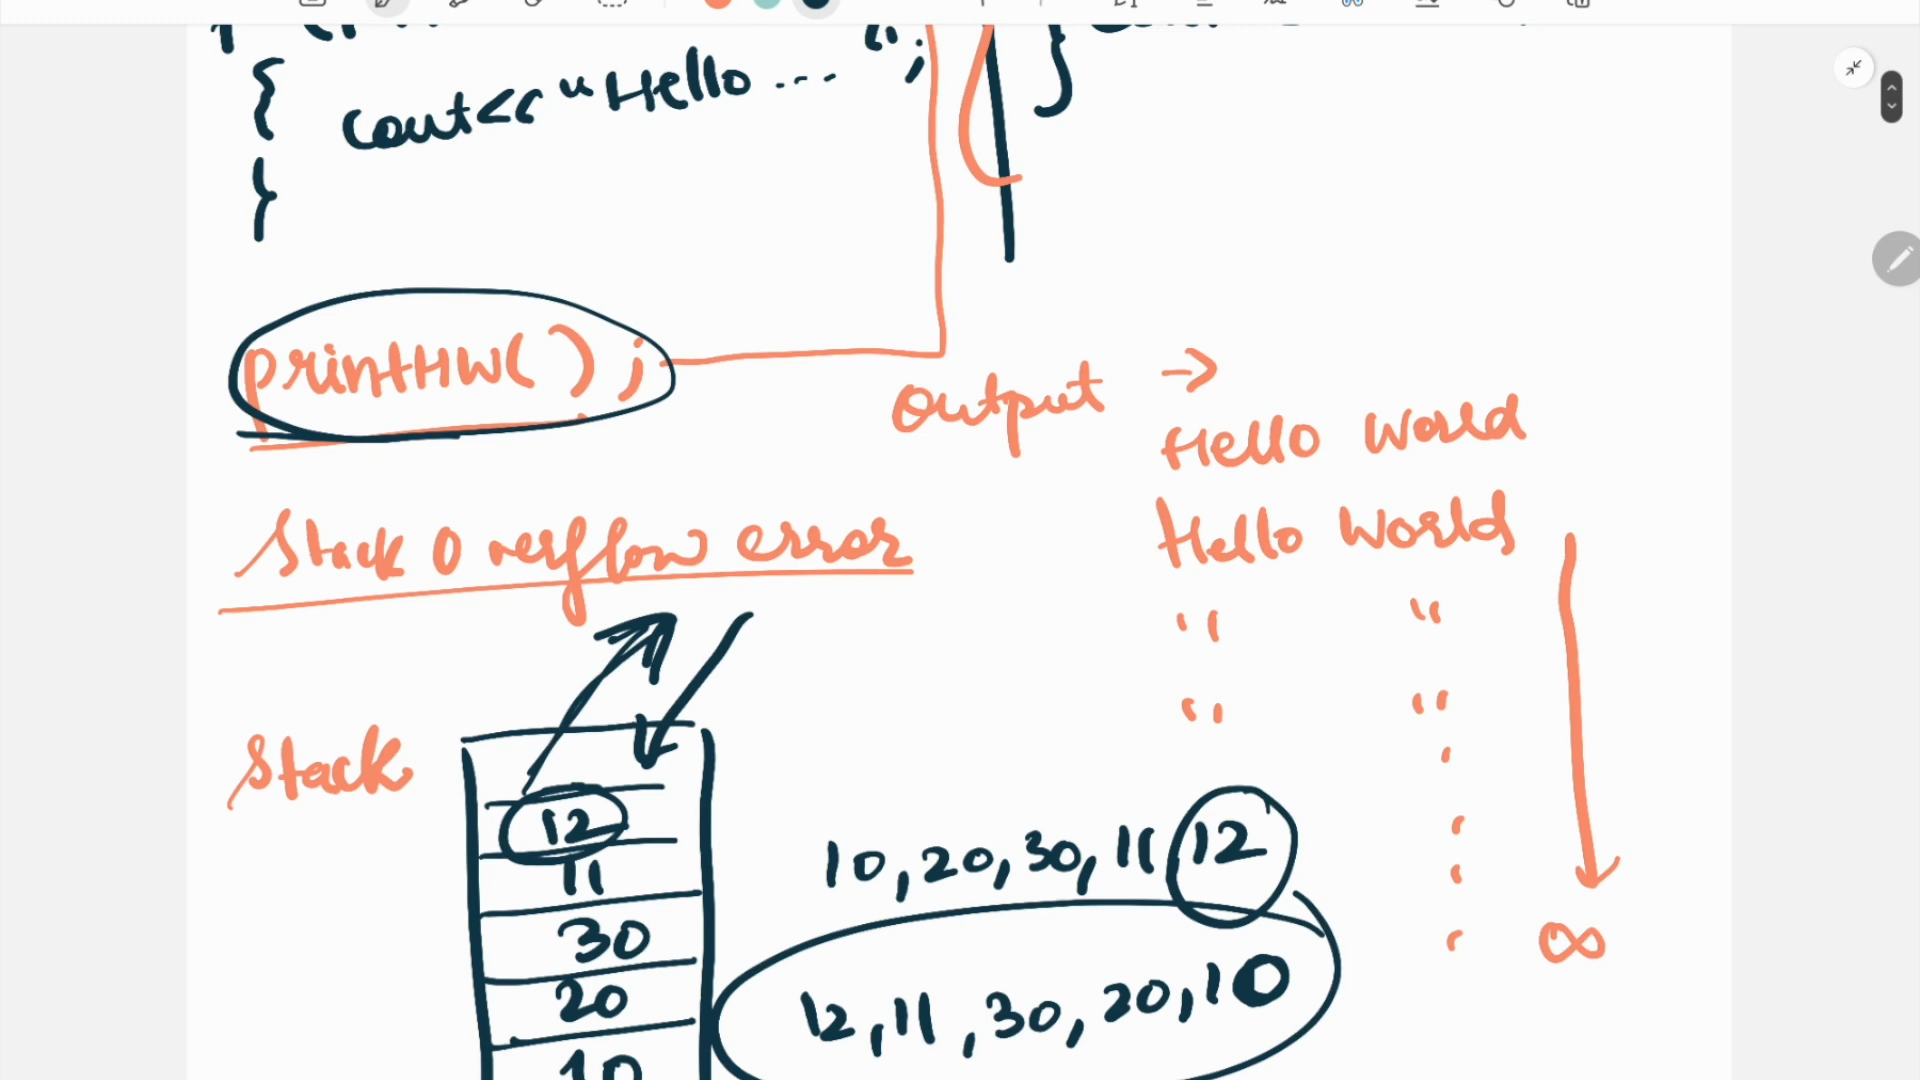 { cout<< "Hello ... ";
}
}
printHW();
Output →
Hello World
Hello World
" "
" "
Stack Overflow error
Stack
12
11
30
20
10
10, 20, 30, 11 12
12, 11, 30, 20, 10
∞